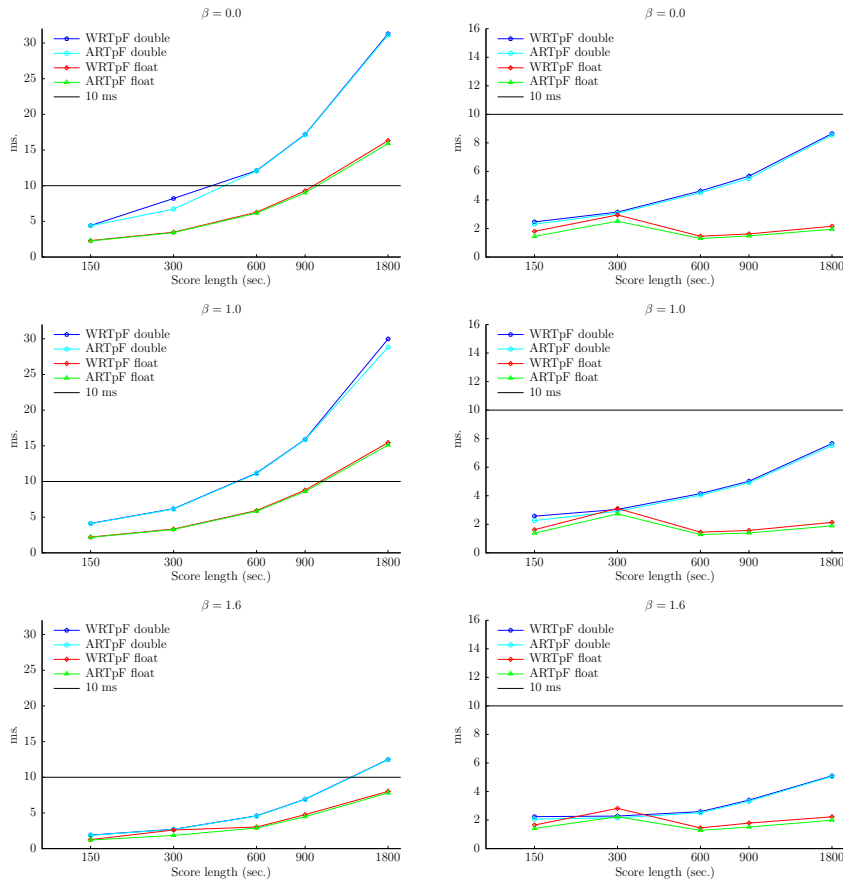 β = 0.0
30
25
20
15
10
5
0
ms.
WRTpF double
ARTpF double
WRTpF float
ARTpF float
10 ms
150 300 600 900 1800
Score length (sec.)
β = 0.0
16
14
12
10
8
6
4
2
0
ms.
WRTpF double
ARTpF double
WRTpF float
ARTpF float
10 ms
150 300 600 900 1800
Score length (sec.)
β = 1.0
30
25
20
15
10
5
0
ms.
WRTpF double
ARTpF double
WRTpF float
ARTpF float
10 ms
150 300 600 900 1800
Score length (sec.)
β = 1.0
16
14
12
10
8
6
4
2
0
ms.
WRTpF double
ARTpF double
WRTpF float
ARTpF float
10 ms
150 300 600 900 1800
Score length (sec.)
β = 1.6
30
25
20
15
10
5
0
ms.
WRTpF double
ARTpF double
WRTpF float
ARTpF float
10 ms
150 300 600 900 1800
Score length (sec.)
β = 1.6
16
14
12
10
8
6
4
2
0
ms.
WRTpF double
ARTpF double
WRTpF float
ARTpF float
10 ms
150 300 600 900 1800
Score length (sec.)